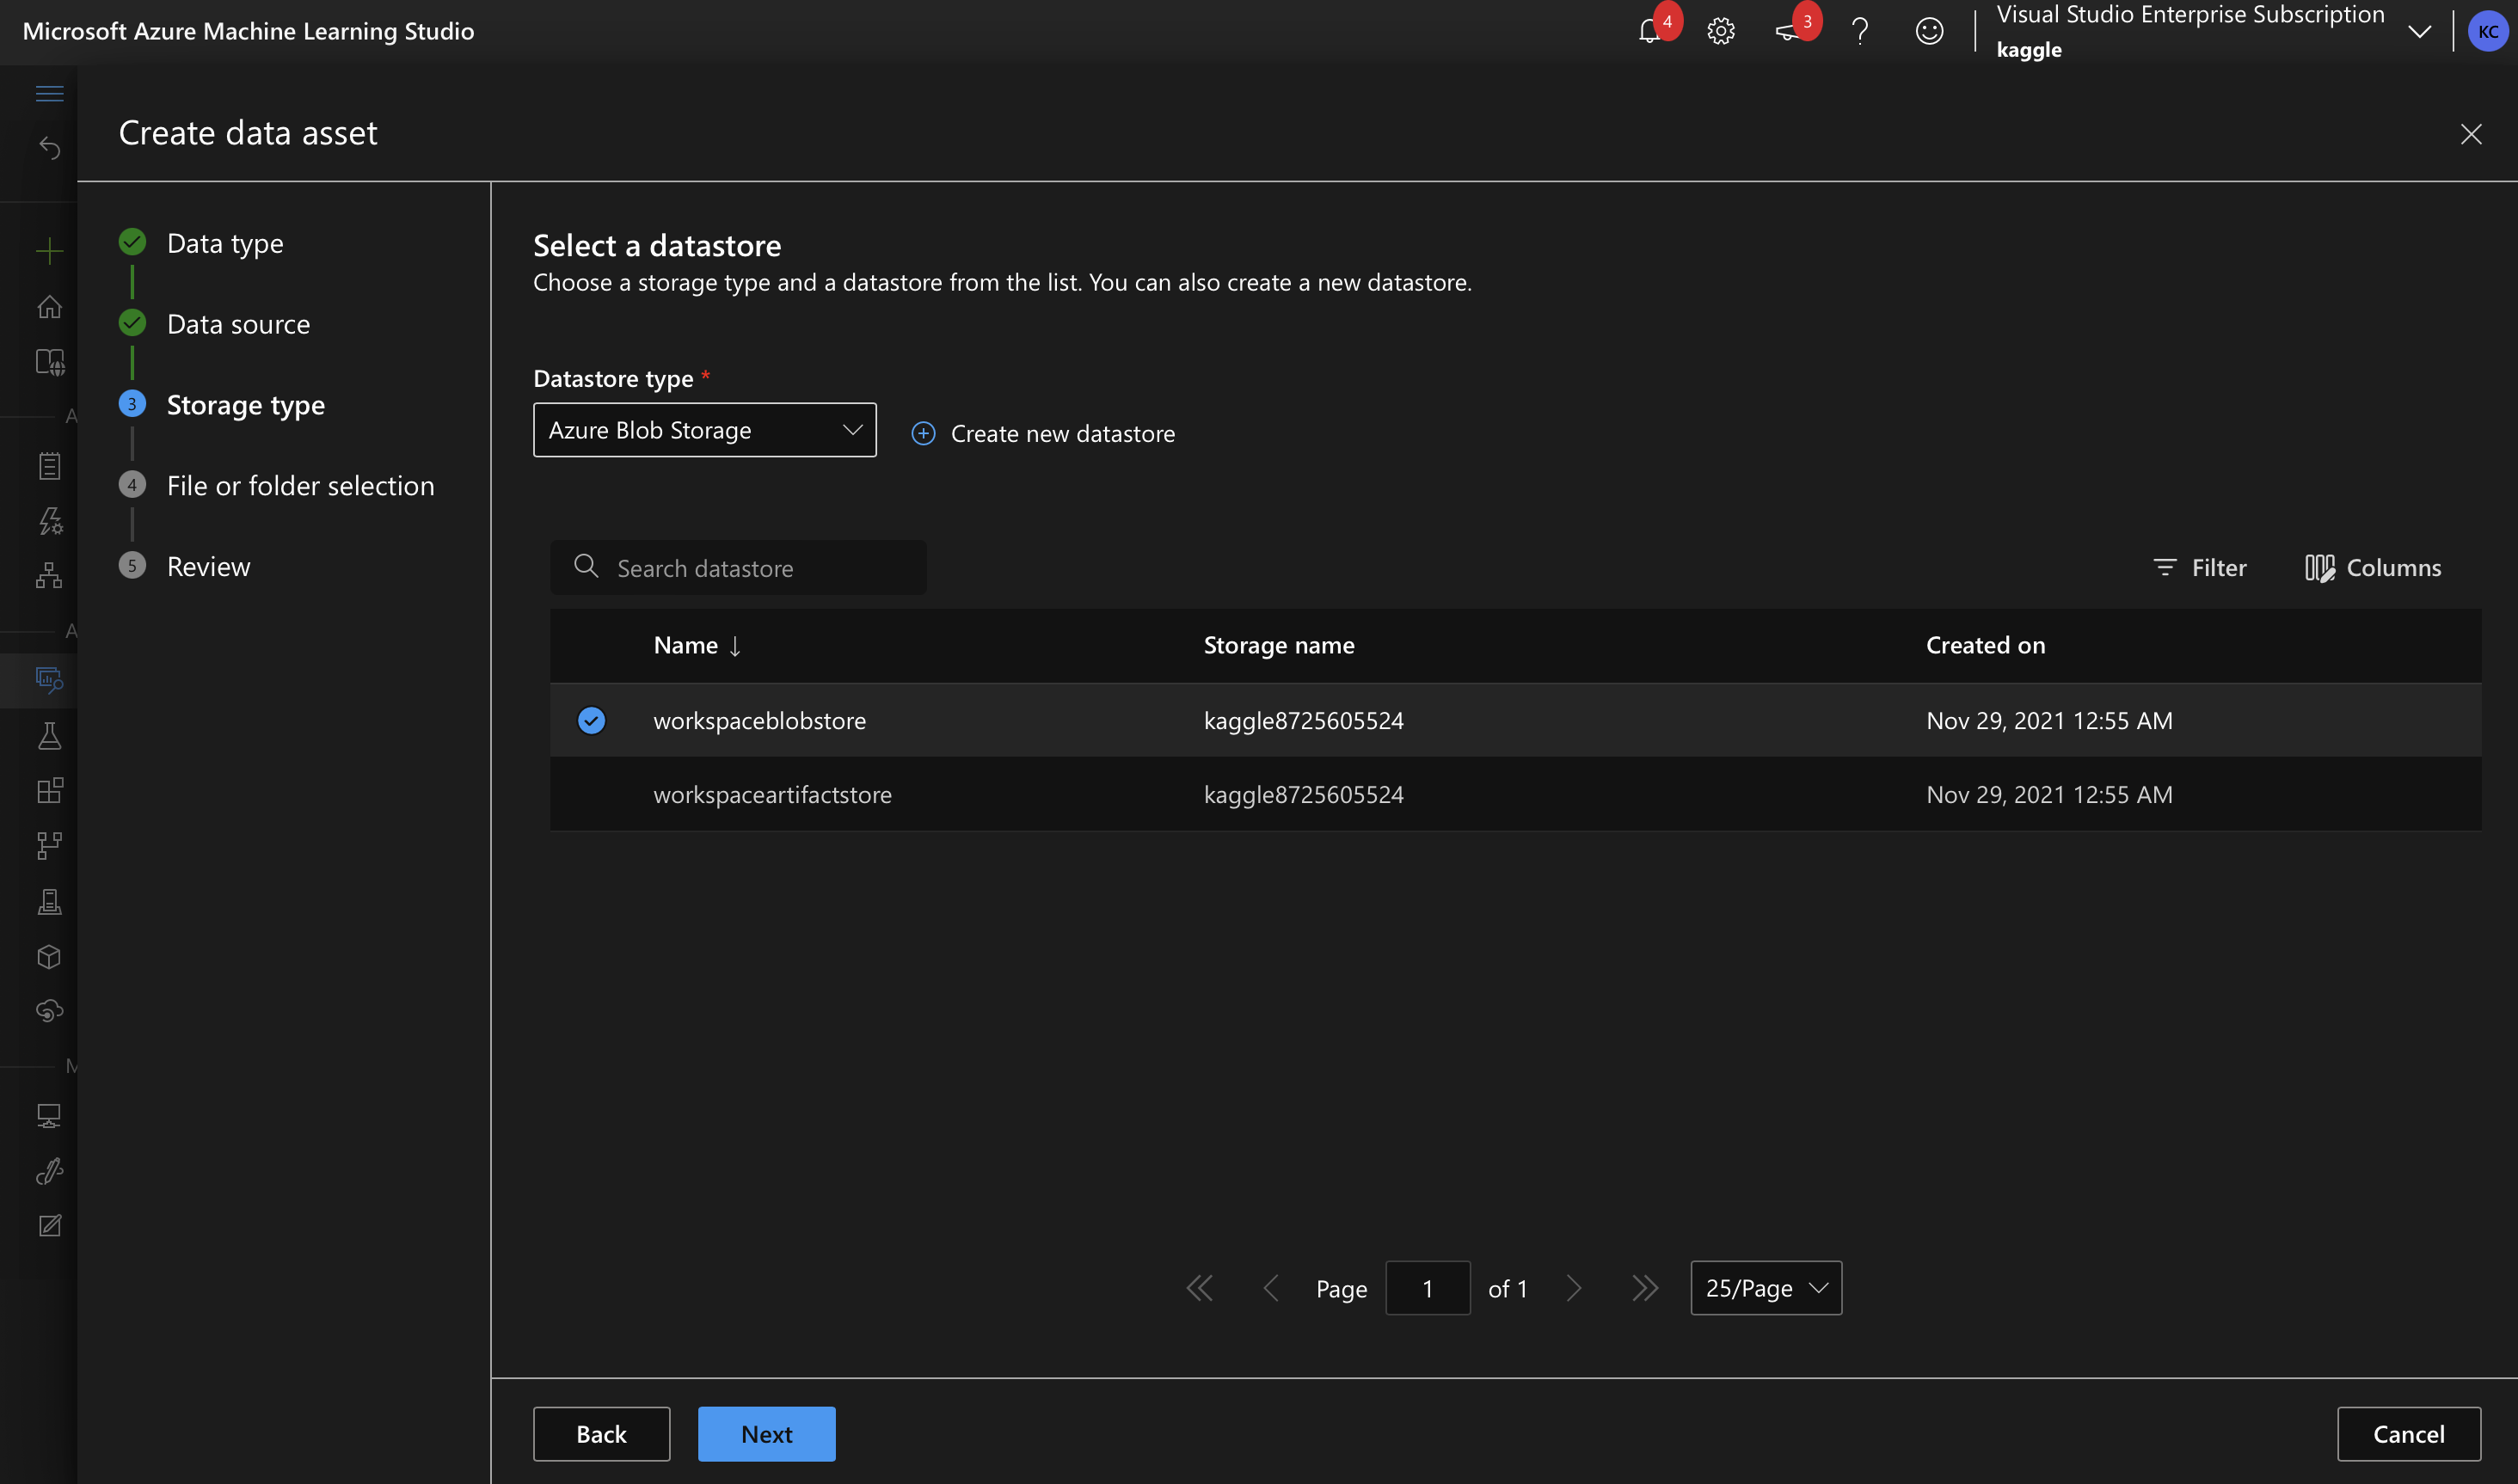 Microsoft Azure Machine Learning Studio
4
3
Visual Studio Enterprise Subscription
kaggle
KC
Create data asset
Data type
Data source
3 Storage type
4 File or folder selection
5 Review
A
A
M
Select a datastore
Choose a storage type and a datastore from the list. You can also create a new datastore.
Datastore type *
Azure Blob Storage
Create new datastore
Search datastore
Filter
Columns
Name ↓ Storage name Created on
workspaceblobstore kaggle8725605524 Nov 29, 2021 12:55 AM
workspaceartifactstore kaggle8725605524 Nov 29, 2021 12:55 AM
Page 1 of 1 25/Page
Back Next Cancel